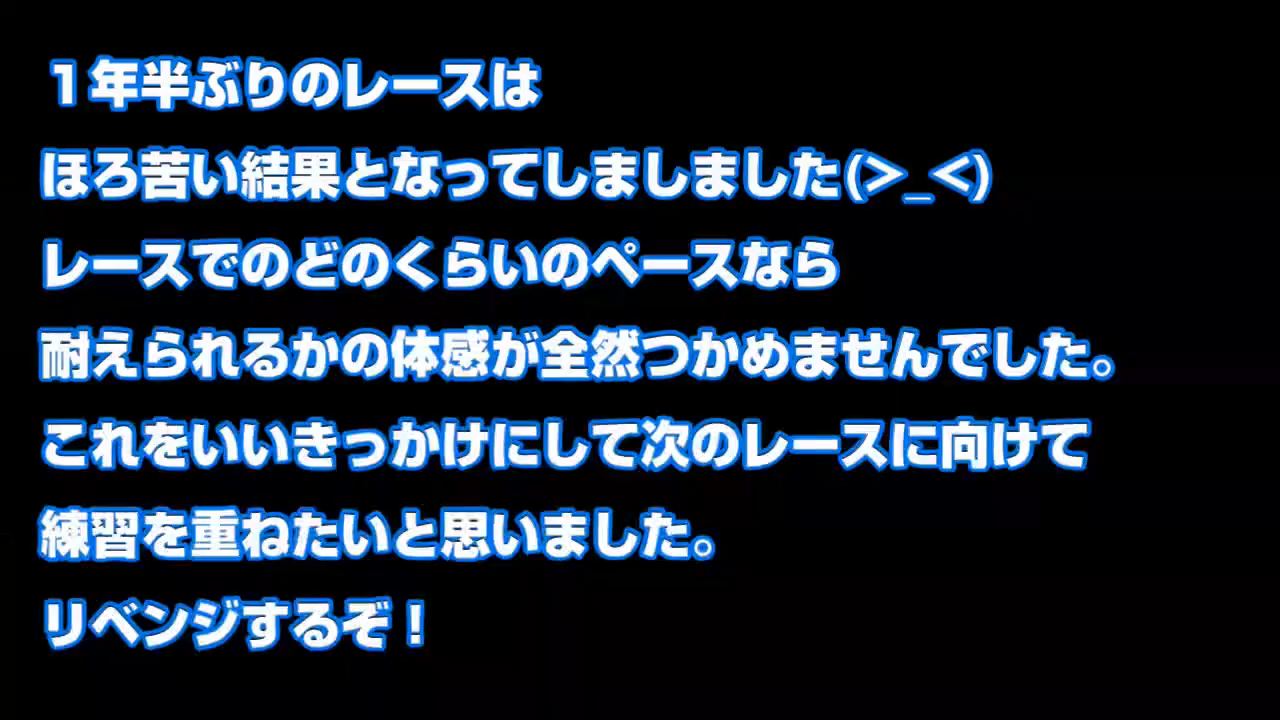 １年半ぶりのレースは
ほろ苦い結果となってしましました(>_<)
レースでのどのくらいのペースなら
耐えられるかの体感が全然つかめませんでした。
これをいいきっかけにして次のレースに向けて
練習を重ねたいと思いました。
リベンジするぞ！